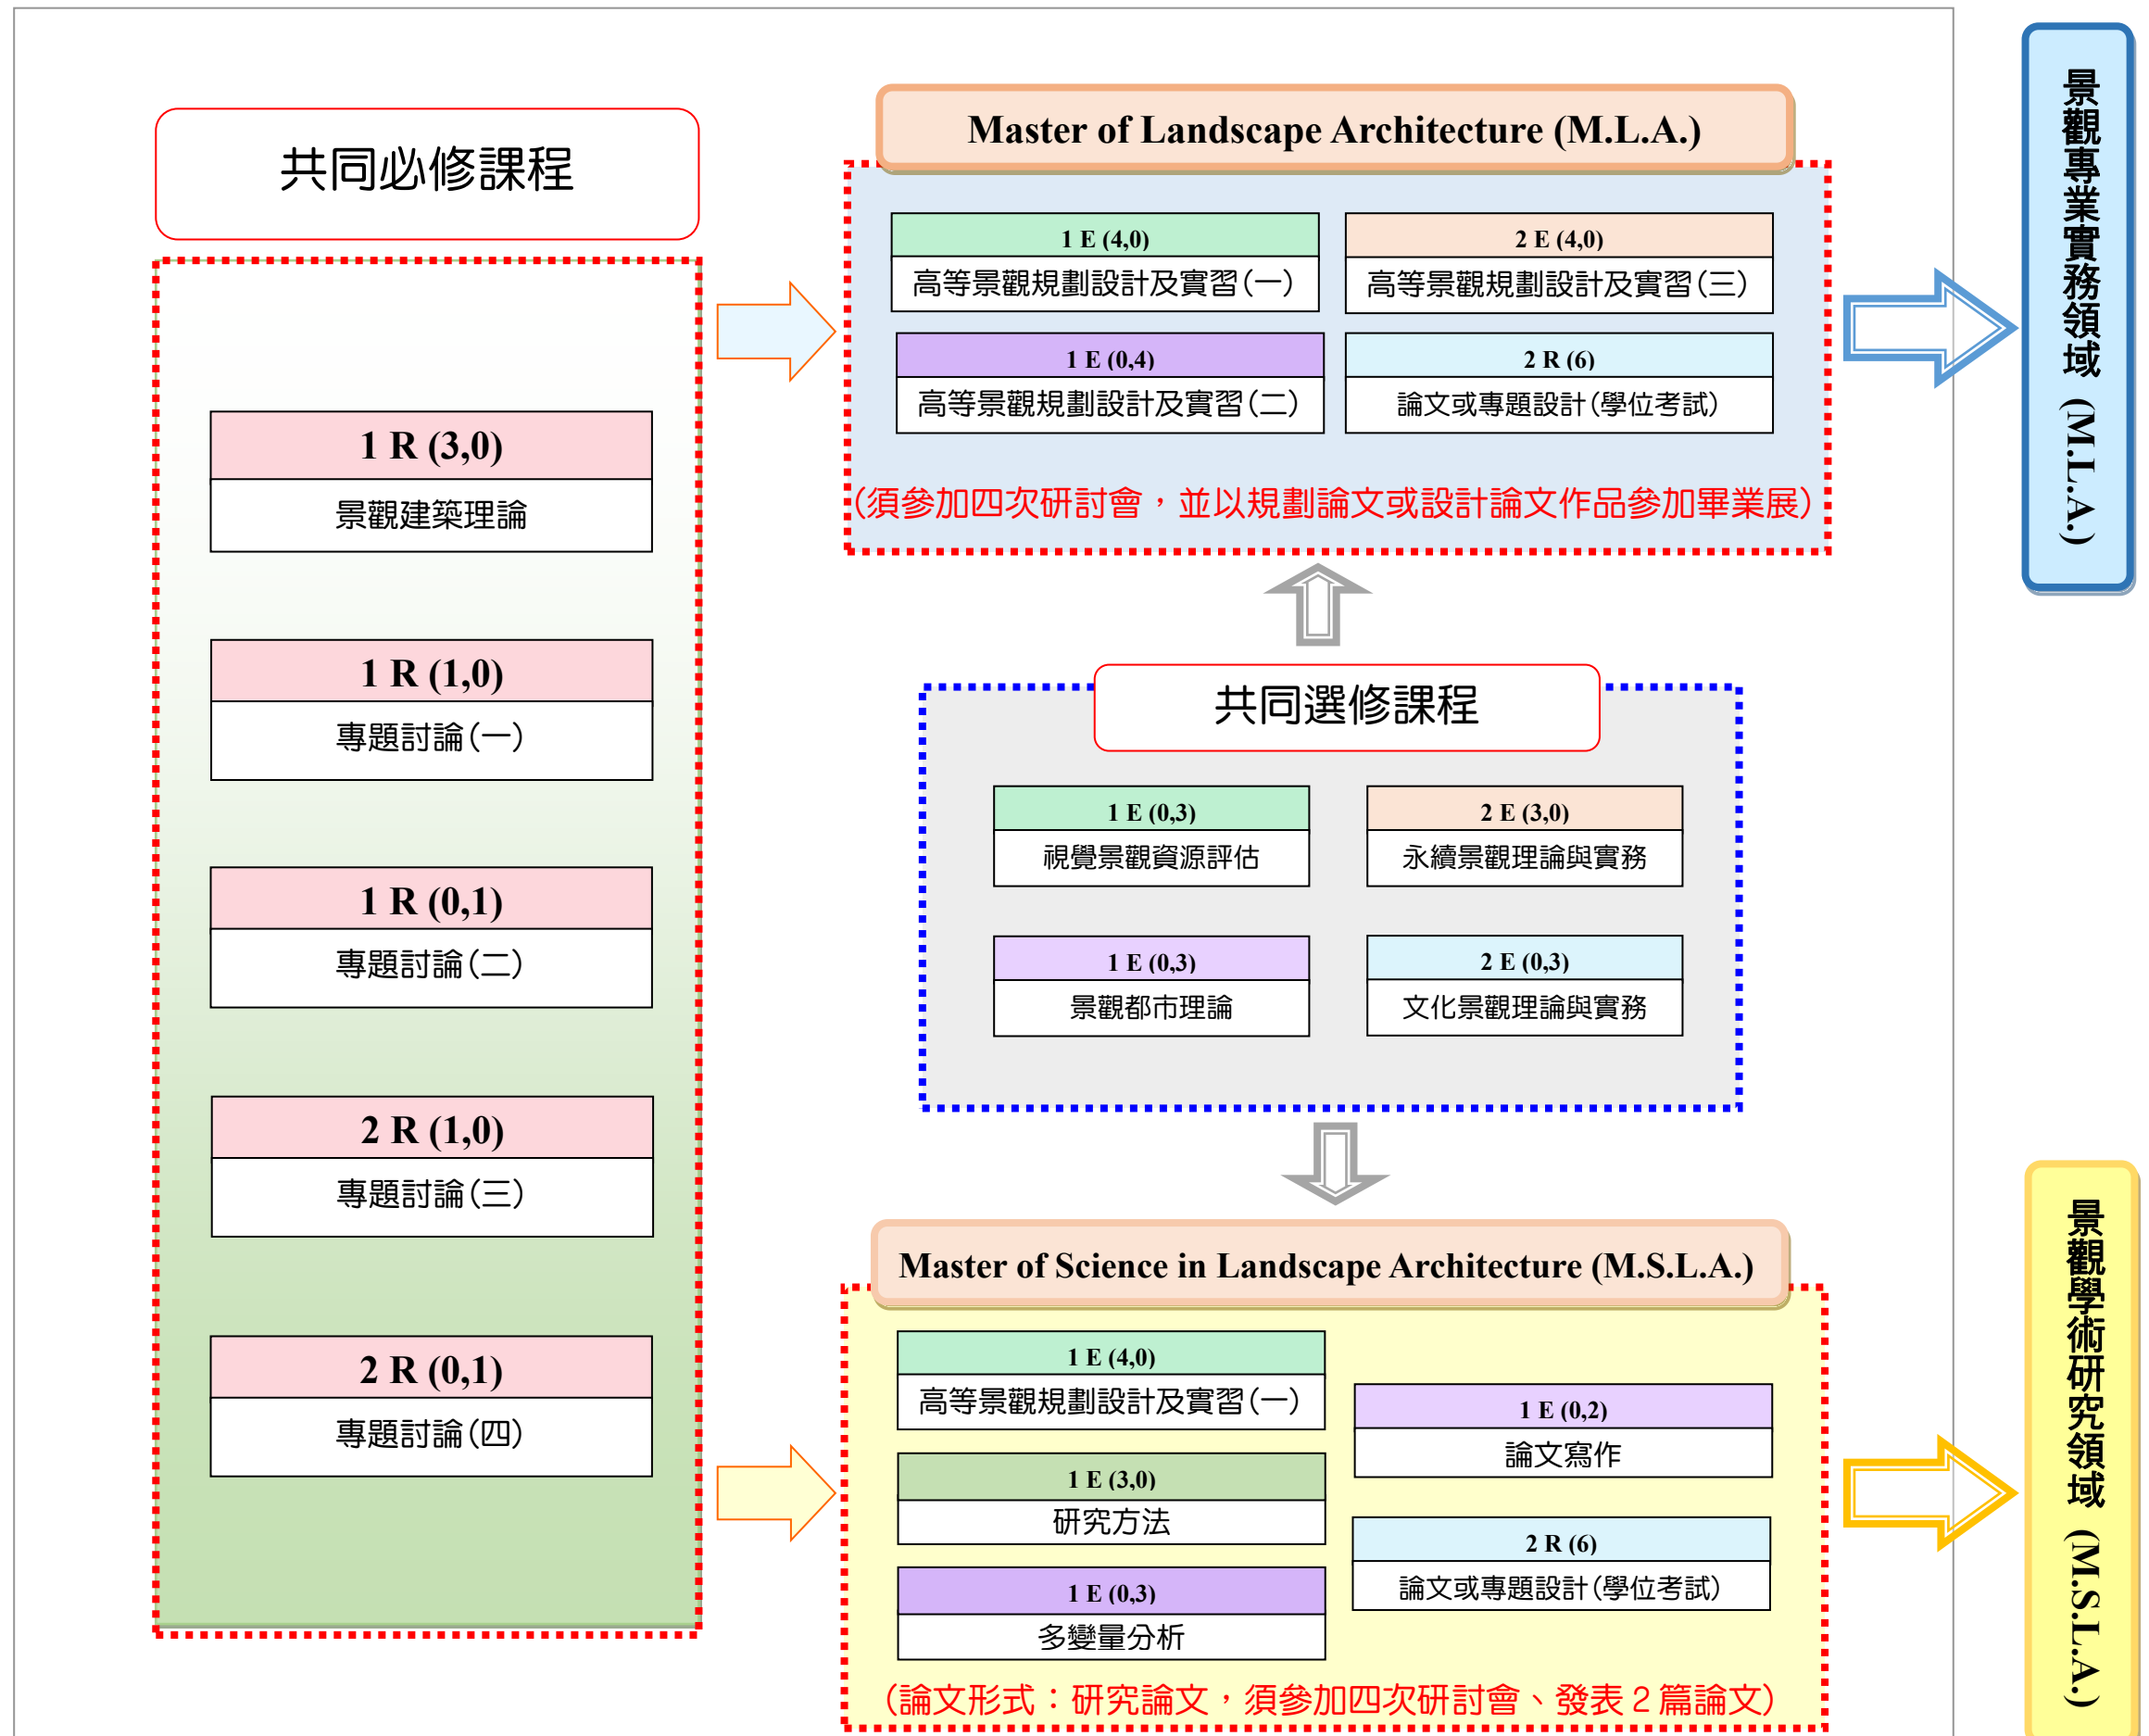 共同必修課程
1 R (3,0)
景觀建築理論
1 R (1,0)
專題討論(一)
1 R (0,1)
專題討論(二)
2 R (1,0)
專題討論(三)
2 R (0,1)
專題討論(四)
Master of Landscape Architecture (M.L.A.)
1 E (4,0)
高等景觀規劃設計及實習(一)
2 E (4,0)
高等景觀規劃設計及實習(三)
1 E (0,4)
高等景觀規劃設計及實習(二)
2 R (6)
論文或專題設計(學位考試)
(須參加四次研討會，並以規劃論文或設計論文作品參加畢業展)
共同選修課程
1 E (0,3)
視覺景觀資源評估
2 E (3,0)
永續景觀理論與實務
1 E (0,3)
景觀都市理論
2 E (0,3)
文化景觀理論與實務
Master of Science in Landscape Architecture (M.S.L.A.)
1 E (4,0)
高等景觀規劃設計及實習(一)
1 E (3,0)
研究方法
1 E (0,3)
多變量分析
1 E (0,2)
論文寫作
2 R (6)
論文或專題設計(學位考試)
(論文形式：研究論文，須參加四次研討會、發表 2 篇論文)
景觀專業實務領域 (M.L.A.)
景觀學術研究領域 (M.S.L.A.)